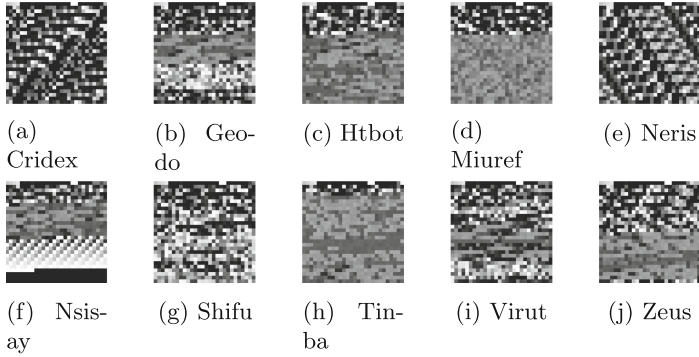 (a)
Cridex
(b) Geo-
do
(c) Htbot
(d)
Miuref
(e) Neris
(f) Nsis-
ay
(g) Shifu
(h) Tin-
ba
(i) Virut
(j) Zeus